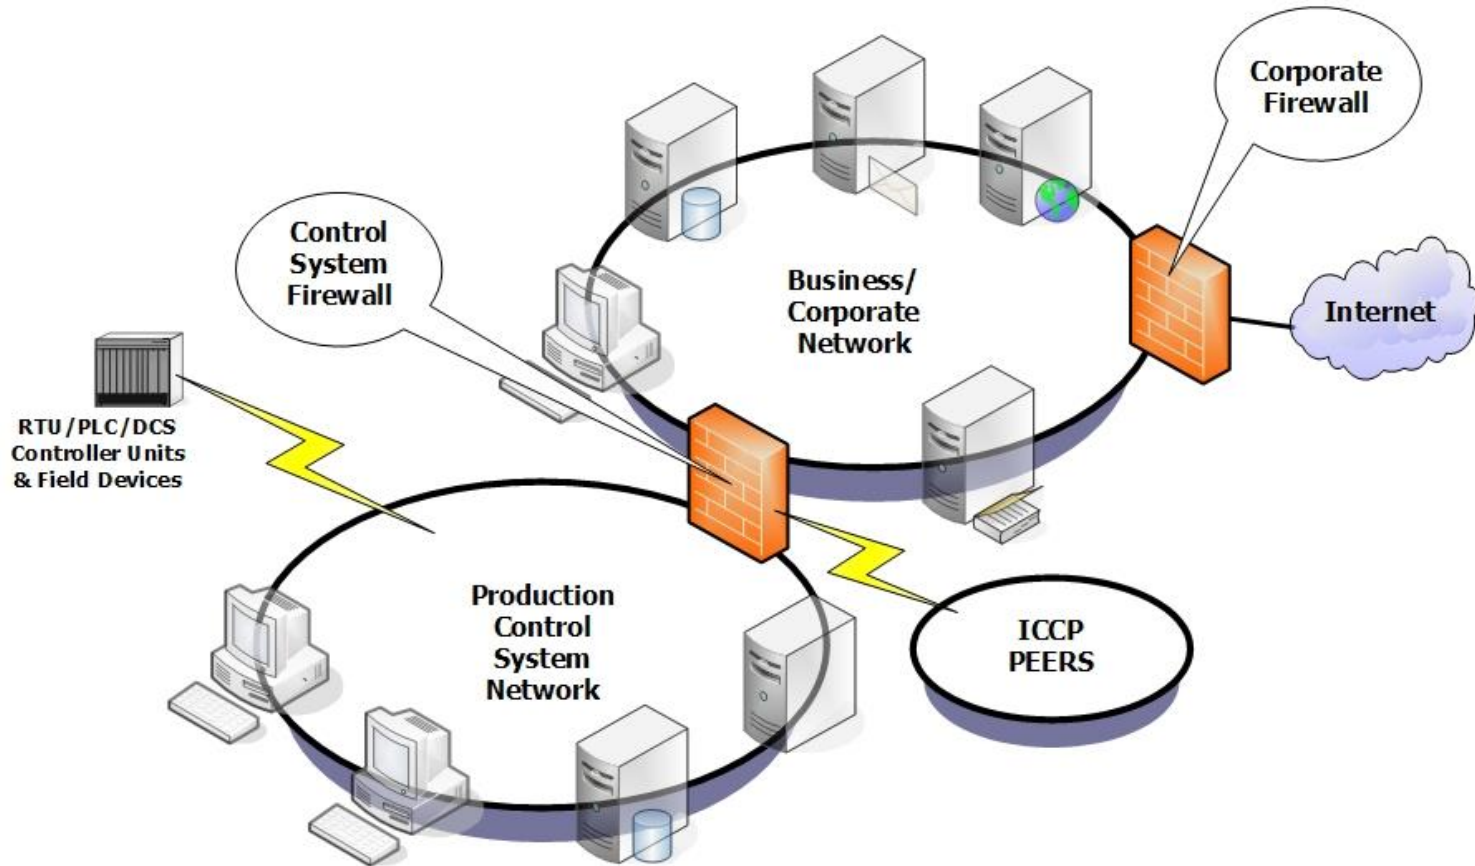 Corporate
Firewall
Control
System
Firewall
Business/
Corporate
Network
Internet
RTU/PLC/DCS
Controller Units
& Field Devices
Production
Control
System
Network
ICCP
PEERS